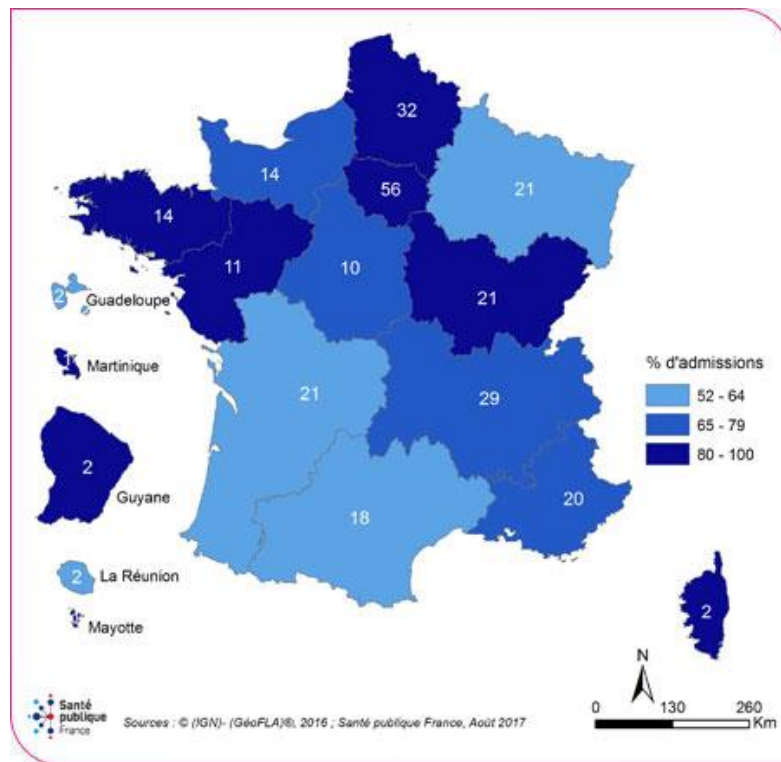 32
14
56
21
14
11
10
21
2
Guadeloupe
1
Martinique
21
29
2
Guyane
18
20
2
La Réunion
Mayotte
2
% d'admissions
52 - 64
65 - 79
80 - 100
N
0 130 260
Km
Santé
publique
France
Sources : © (IGN)- (GéoFLA)®, 2016 ; Santé publique France, Août 2017